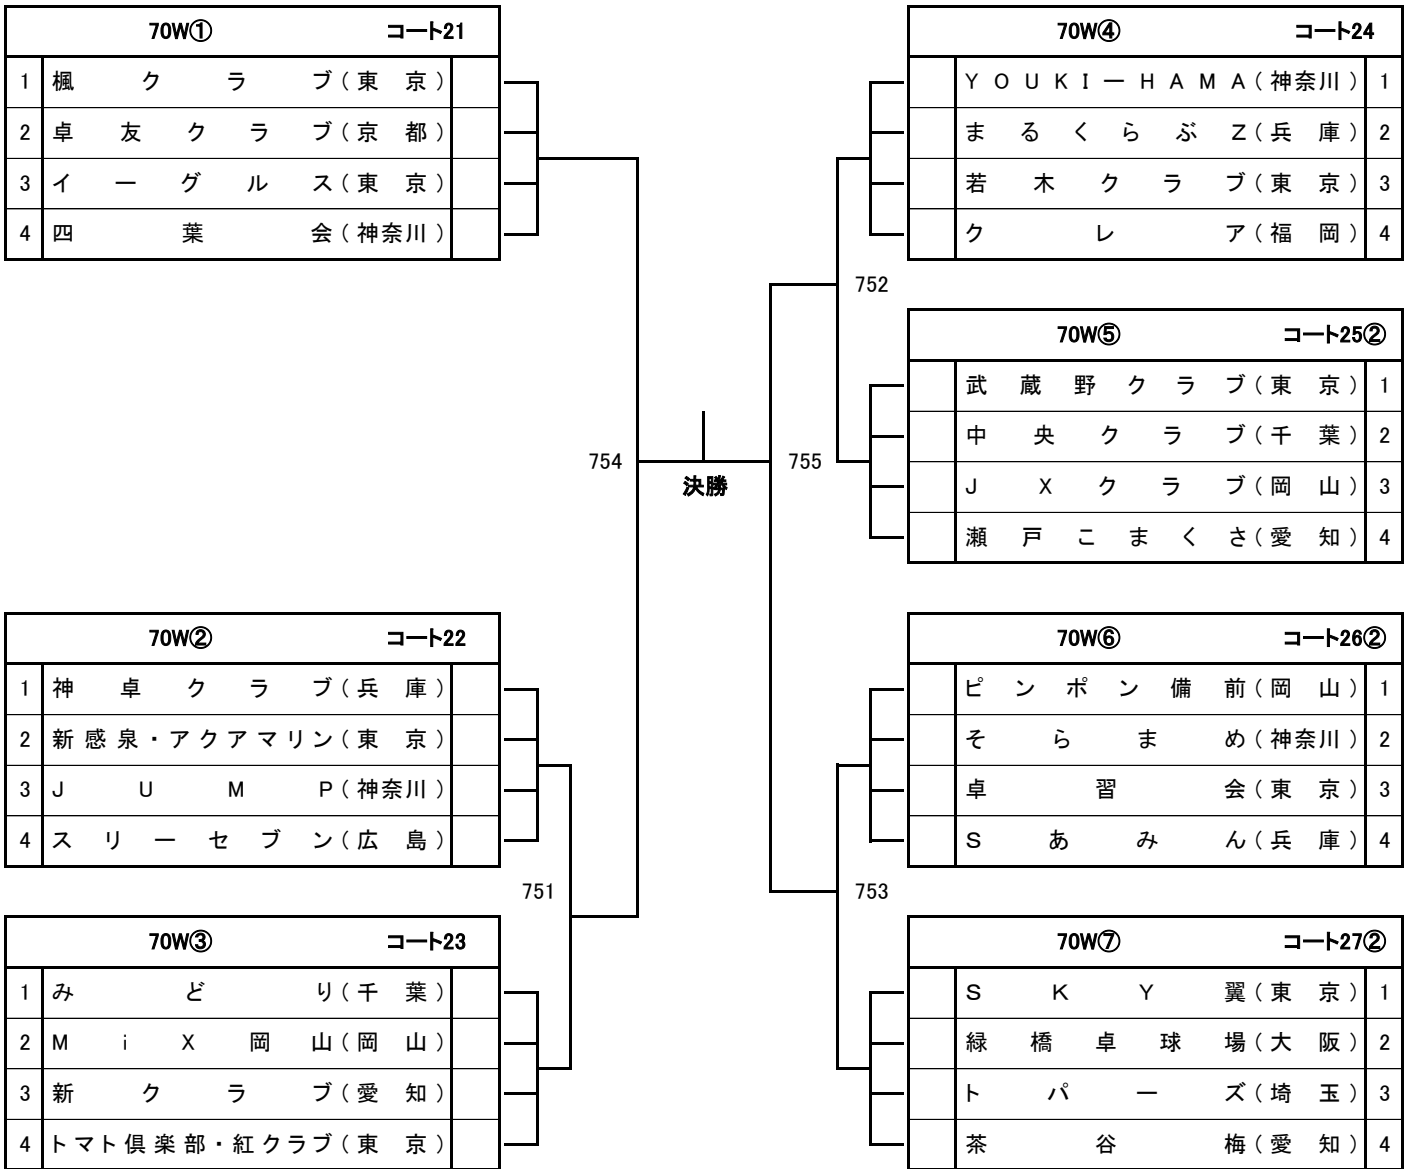 70W① コート21
1 楓クラブ(東京)
2 卓友クラブ(京都)
3 イーグルス(東京)
4 四葉会(神奈川)
70W② コート22
1 神卓クラブ(兵庫)
2 新感泉・アクアマリン(東京)
3 JUMP(神奈川)
4 スリーセブン(広島)
751
70W③ コート23
1 みどり(千葉)
2 MiX岡山(岡山)
3 新クラブ(愛知)
4 トマト倶楽部・紅クラブ(東京)
754
決勝
755
70W④ コート24
YOUKIーHAMA(神奈川) 1
まるくらぶZ(兵庫) 2
若木クラブ(東京) 3
クレア(福岡) 4
752
70W⑤ コート25②
武蔵野クラブ(東京) 1
中央クラブ(千葉) 2
JXクラブ(岡山) 3
瀬戸こまくさ(愛知) 4
70W⑥ コート26②
ピンポン備前(岡山) 1
そらまめ(神奈川) 2
卓習会(東京) 3
Sあみん(兵庫) 4
753
70W⑦ コート27②
SKY翼(東京) 1
緑橋卓球場(大阪) 2
トパーズ(埼玉) 3
茶谷梅(愛知) 4